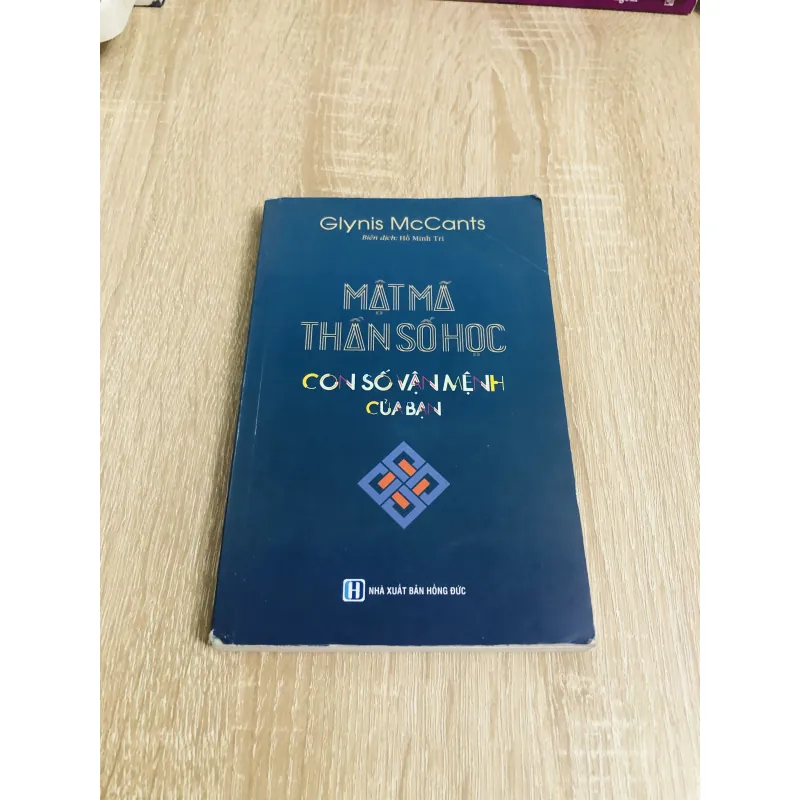 Glynis McCants
Biên dịch: Hồ Minh Trí
MẬT MÃ
THẦN SỐ HỌC
CON SỐ VẬN MỆNH
CỦA BẠN
H NHÀ XUẤT BẢN HỒNG ĐỨC